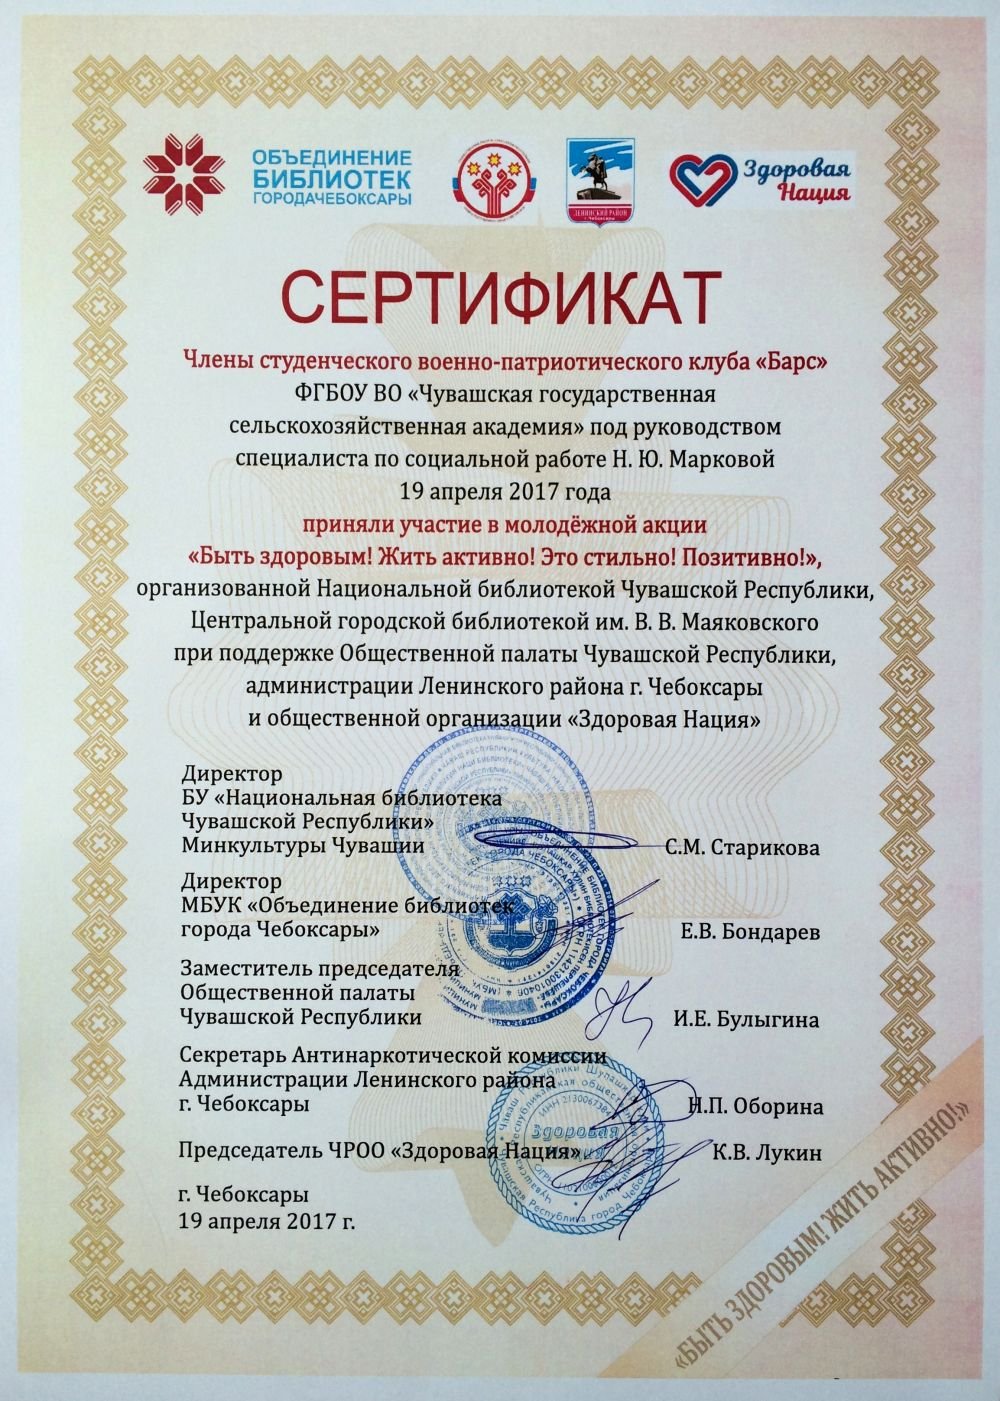 ОБЪЕДИНЕНИЕ
БИБЛИОТЕК
ГОРОДАЧЕБОКСАРЫ
ЛЕНИНСКИЙ РАЙОН
г. Чебоксары
Здоровая
Нация
СЕРТИФИКАТ
Члены студенческого военно-патриотического клуба «Барс»
ФГБОУ ВО «Чувашская государственная
сельскохозяйственная академия» под руководством
специалиста по социальной работе Н. Ю. Марковой
19 апреля 2017 года
приняли участие в молодёжной акции
«Быть здоровым! Жить активно! Это стильно! Позитивно!»,
организованной Национальной библиотекой Чувашской Республики,
Центральной городской библиотекой им. В. В. Маяковского
при поддержке Общественной палаты Чувашской Республики,
администрации Ленинского района г. Чебоксары
и общественной организации «Здоровая Нация»
Директор
БУ «Национальная библиотека
Чувашской Республики»
Минкультуры Чувашии С.М. Старикова
Директор
МБУК «Объединение библиотек
города Чебоксары» Е.В. Бондарев
Заместитель председателя
Общественной палаты
Чувашской Республики И.Е. Булыгина
Секретарь Антинаркотической комиссии
Администрации Ленинского района
г. Чебоксары Н.П. Оборина
Председатель ЧРОО «Здоровая Нация» К.В. Лукин
здоровая
нация
г. Чебоксары
19 апреля 2017 г.
«БЫТЬ ЗДОРОВЫМ! ЖИТЬ АКТИВНО!»